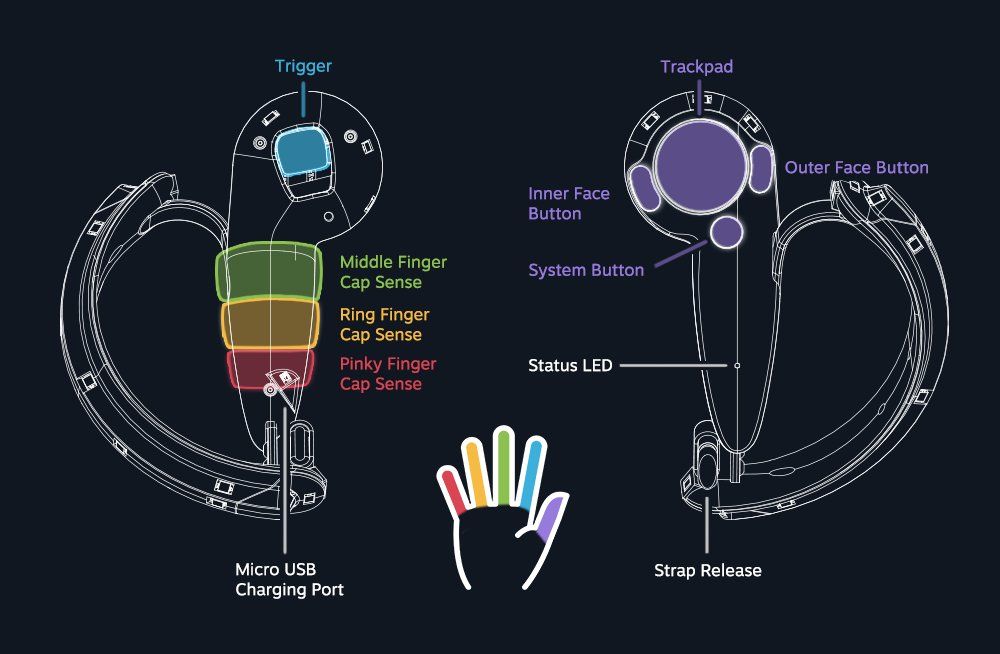 Trigger
Trackpad
Outer Face Button
Inner Face
Button
System Button
Middle Finger
Cap Sense
Ring Finger
Cap Sense
Pinky Finger
Cap Sense
Status LED
Micro USB
Charging Port
Strap Release